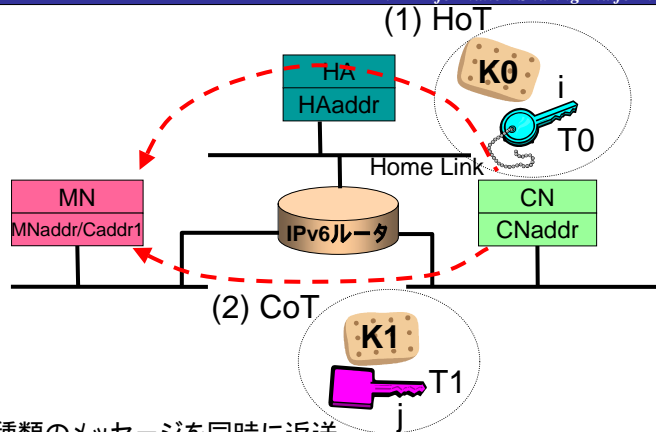 (1) HoT
HA
HAaddr
K0
i
T0
Home Link
MN
MNaddr/Caddr1
IPv6ルータ
CN
CNaddr
(2) CoT
K1
T1
j
種類のメッセージを同時に返送